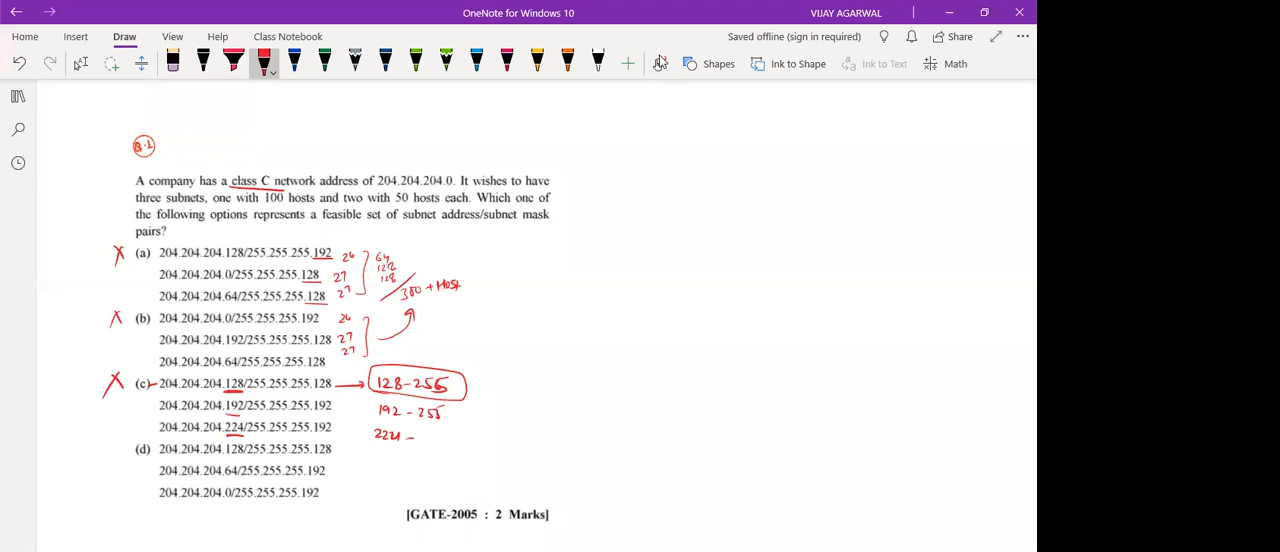 OneNote for Windows 10
VIJAY AGARWAL
Home Insert Draw View Help Class Notebook
Saved offline (sign in required) Share
Shapes Ink to Shape Ink to Text Math
Q.1
A company has a class C network address of 204.204.204.0. It wishes to have
three subnets, one with 100 hosts and two with 50 hosts each. Which one of
the following options represents a feasible set of subnet address/subnet mask
pairs?
X (a) 204.204.204.128/255.255.255.192 26 64
128
204.204.204.0/255.255.255.128 27 128
204.204.204.64/255.255.255.128 27 300 + Host
X (b) 204.204.204.0/255.255.255.192 26
204.204.204.192/255.255.255.128 27
204.204.204.64/255.255.255.128 27
X (c) 204.204.204.128/255.255.255.128 128-255
204.204.204.192/255.255.255.192 192 - 255
204.204.204.224/255.255.255.192 224 -
(d) 204.204.204.128/255.255.255.128
204.204.204.64/255.255.255.192
204.204.204.0/255.255.255.192
[GATE-2005 : 2 Marks]